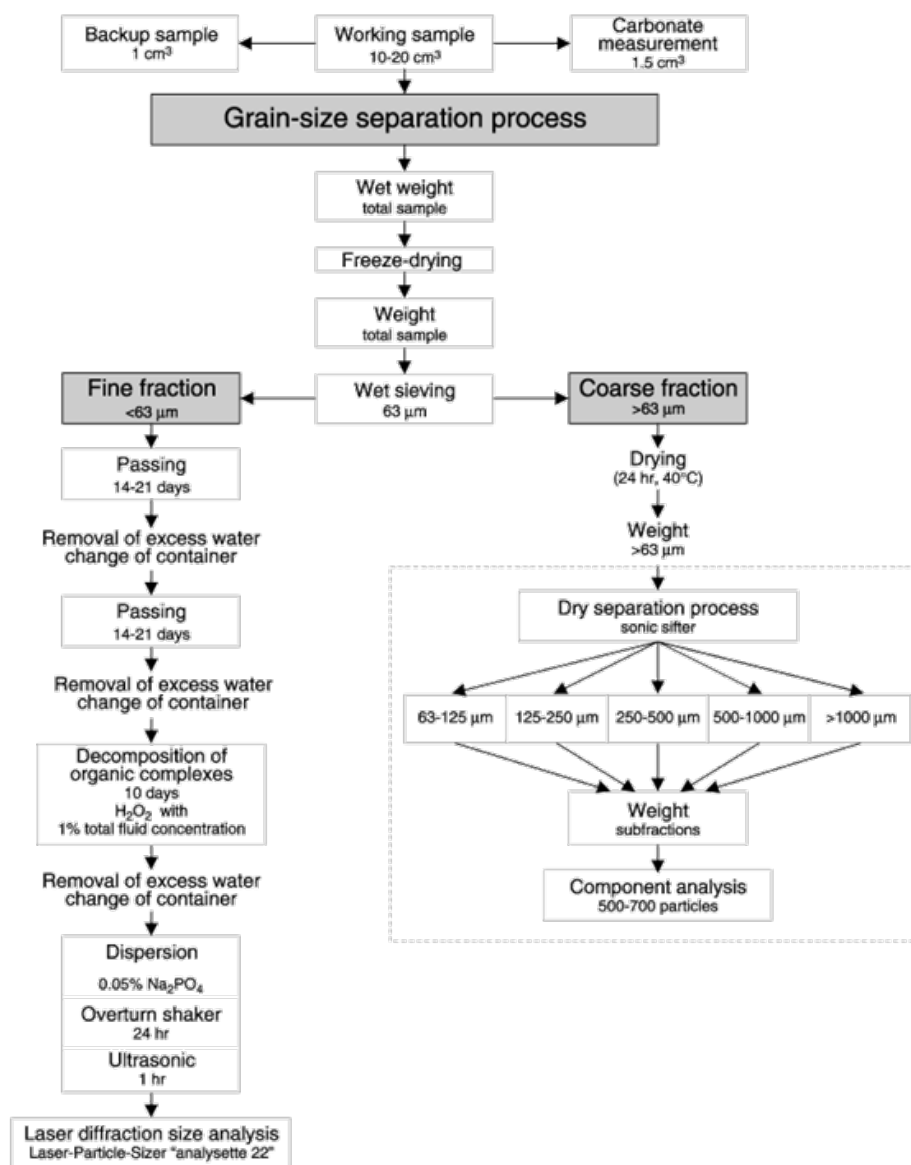 Backup sample
1 cm³
Working sample
10-20 cm³
Carbonate
measurement
1.5 cm³
Grain-size separation process
Wet weight
total sample
Freeze-drying
Weight
total sample
Fine fraction
<63 μm
Wet sieving
63 μm
Coarse fraction
>63 μm
Passing
14-21 days
Removal of excess water
change of container
Passing
14-21 days
Removal of excess water
change of container
Decomposition of
organic complexes
10 days
H₂O₂ with
1% total fluid concentration
Removal of excess water
change of container
Dispersion
0.05% Na₂PO₄
Overturn shaker
24 hr
Ultrasonic
1 hr
Laser diffraction size analysis
Laser-Particle-Sizer "analysette 22"
Drying
(24 hr, 40°C)
Weight
>63 μm
Dry separation process
sonic sifter
63-125 μm
125-250 μm
250-500 μm
500-1000 μm
>1000 μm
Weight
subfractions
Component analysis
500-700 particles